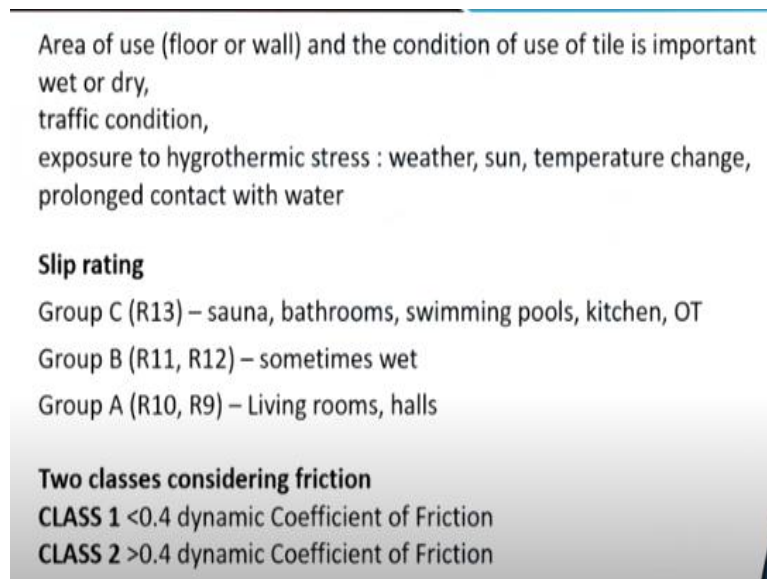 Area of use (floor or wall) and the condition of use of tile is important
wet or dry,
traffic condition,
exposure to hygrothermic stress : weather, sun, temperature change,
prolonged contact with water
Slip rating
Group C (R13) – sauna, bathrooms, swimming pools, kitchen, OT
Group B (R11, R12) – sometimes wet
Group A (R10, R9) – Living rooms, halls
Two classes considering friction
CLASS 1 <0.4 dynamic Coefficient of Friction
CLASS 2 >0.4 dynamic Coefficient of Friction